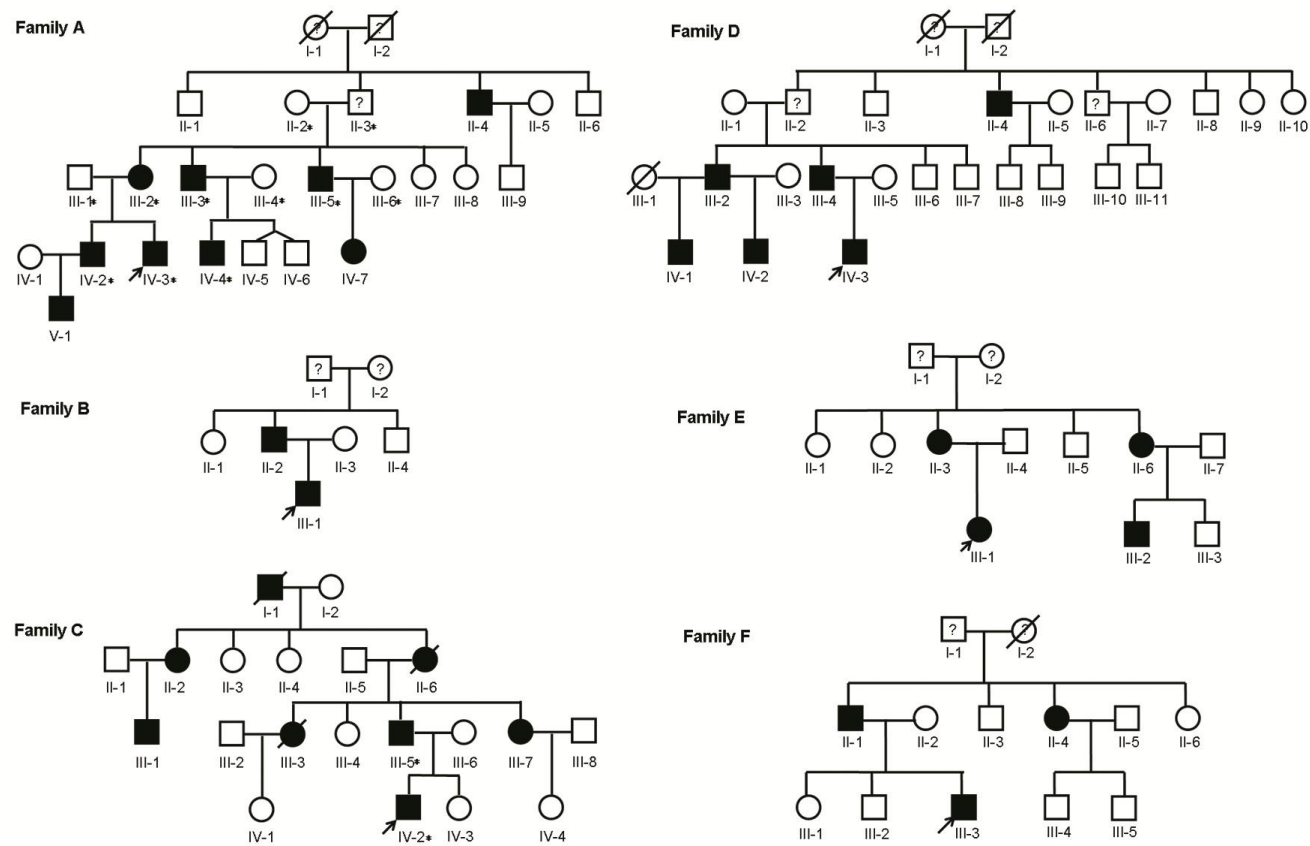 Family A
? ?
I-1 I-2
?
II-1 II-2* II-3* II-4 II-5 II-6
III-1* III-2* III-3* III-4* III-5* III-6* III-7 III-8 III-9
IV-1 IV-2* IV-3* IV-4* IV-5 IV-6 IV-7
V-1
Family B
? ?
I-1 I-2
II-1 II-2 II-3 II-4
III-1
Family C
I-1 I-2
II-1 II-2 II-3 II-4 II-5 II-6
III-1 III-2 III-3 III-4 III-5* III-6 III-7 III-8
IV-1 IV-2* IV-3 IV-4
Family D
? ?
I-1 I-2
? ?
II-1 II-2 II-3 II-4 II-5 II-6 II-7 II-8 II-9 II-10
III-1 III-2 III-3 III-4 III-5 III-6 III-7 III-8 III-9 III-10 III-11
IV-1 IV-2 IV-3
Family E
? ?
I-1 I-2
II-1 II-2 II-3 II-4 II-5 II-6 II-7
III-1 III-2 III-3
Family F
? ?
I-1 I-2
II-1 II-2 II-3 II-4 II-5 II-6
III-1 III-2 III-3 III-4 III-5